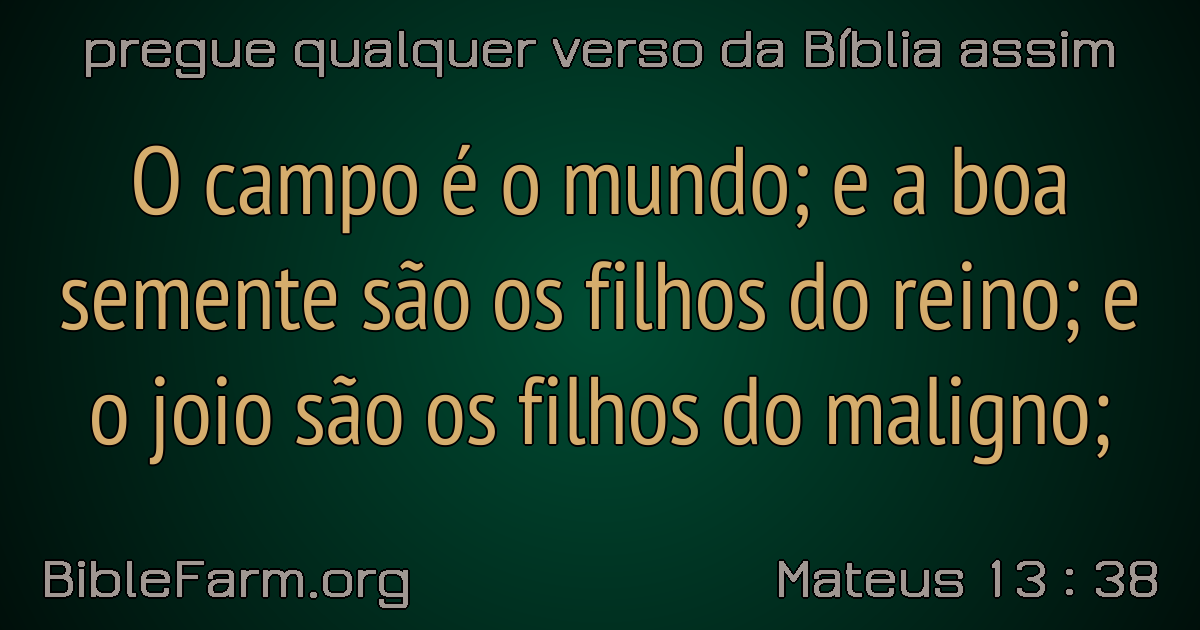 pregue qualquer verso da Bíblia assim
O campo é o mundo; e a boa
semente são os filhos do reino; e
o joio são os filhos do maligno;
BibleFarm.org
Mateus 13 : 38